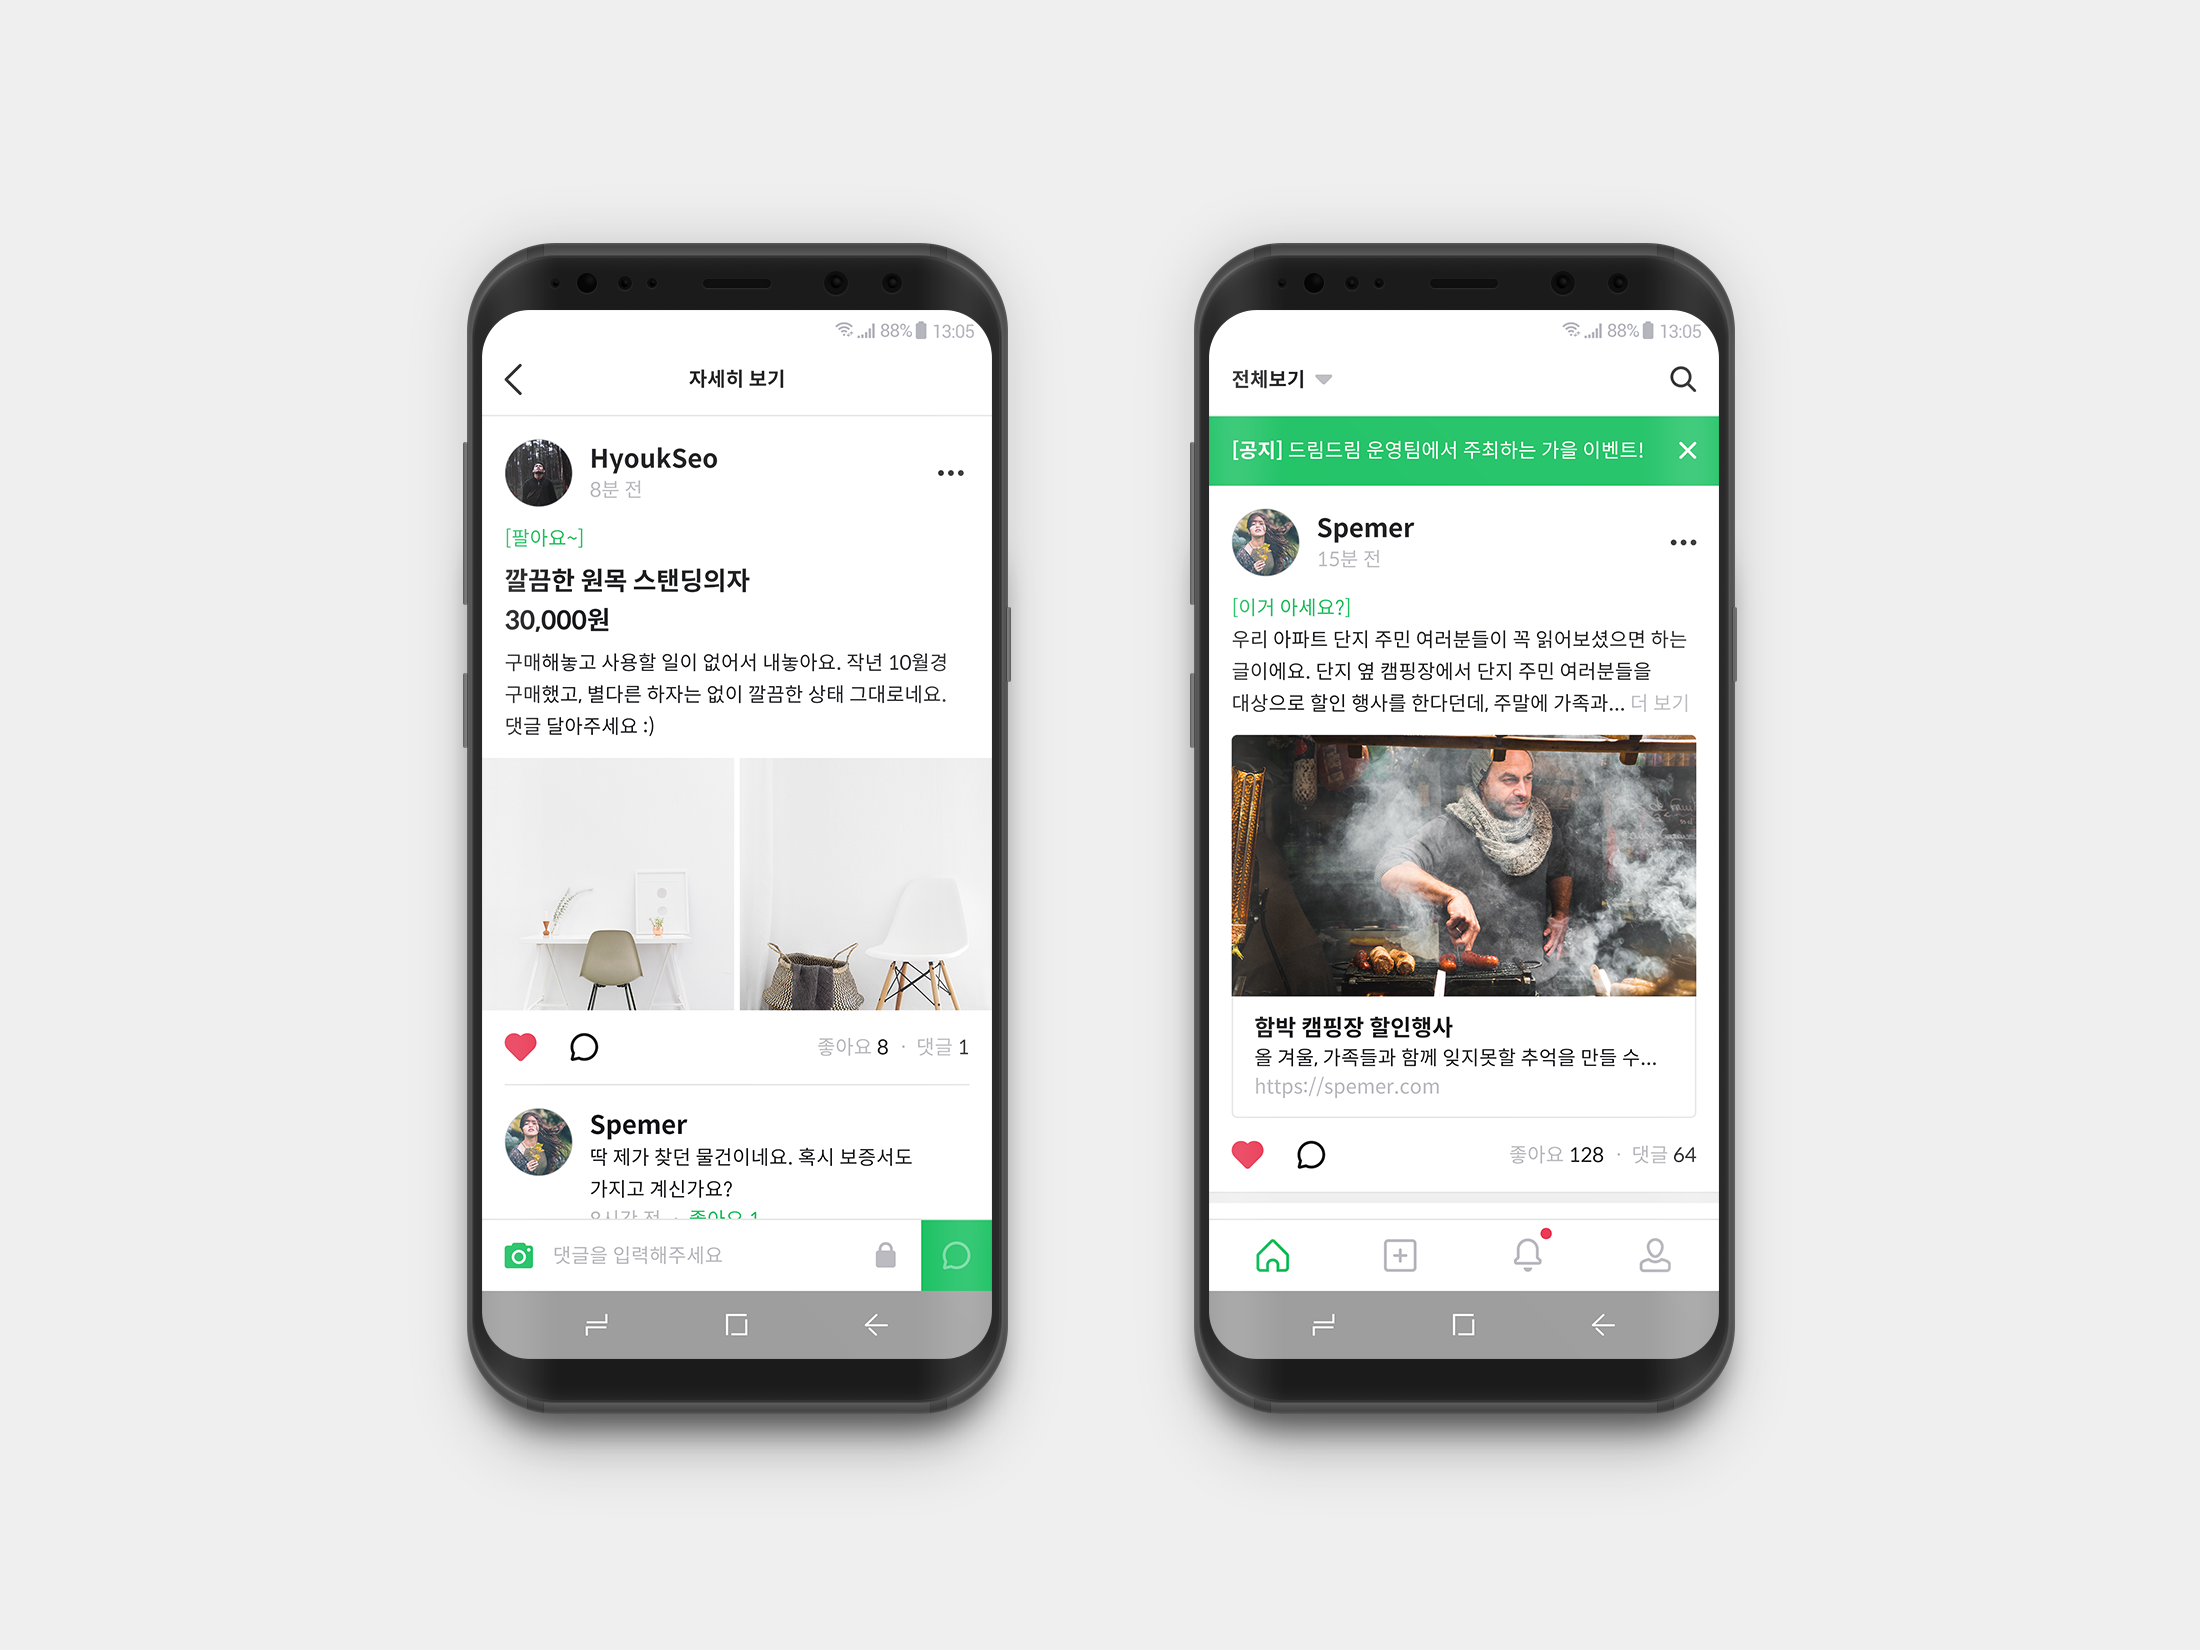 88% 13:05
자세히 보기
HyoukSeo
8분 전
[팔아요~]
깔끔한 원목 스탠딩의자
30,000원
구매해놓고 사용할 일이 없어서 내놓아요. 작년 10월경
구매했고, 별다른 하자는 없이 깔끔한 상태 그대로네요.
댓글 달아주세요 :)
좋아요 8 · 댓글 1
Spemer
딱 제가 찾던 물건이네요. 혹시 보증서도
가지고 계신가요?
시간 전 · 좋아요 1
댓글을 입력해주세요
88% 13:05
전체보기
[공지] 드림드림 운영팀에서 주최하는 가을 이벤트!
Spemer
15분 전
[이거 아세요?]
우리 아파트 단지 주민 여러분들이 꼭 읽어보셨으면 하는
글이에요. 단지 옆 캠핑장에서 단지 주민 여러분들을
대상으로 할인 행사를 한다던데, 주말에 가족과... 더 보기
함박 캠핑장 할인행사
올 겨울, 가족들과 함께 잊지못할 추억을 만들 수...
https://spemer.com
좋아요 128 · 댓글 64